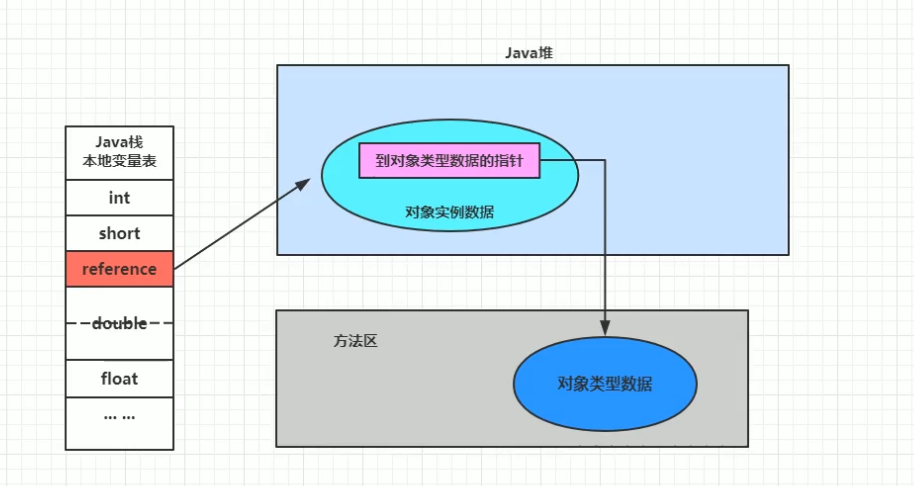 Java堆
Java栈
本地变量表
int
short
reference
double
float
... ...
到对象类型数据的指针
对象实例数据
方法区
对象类型数据